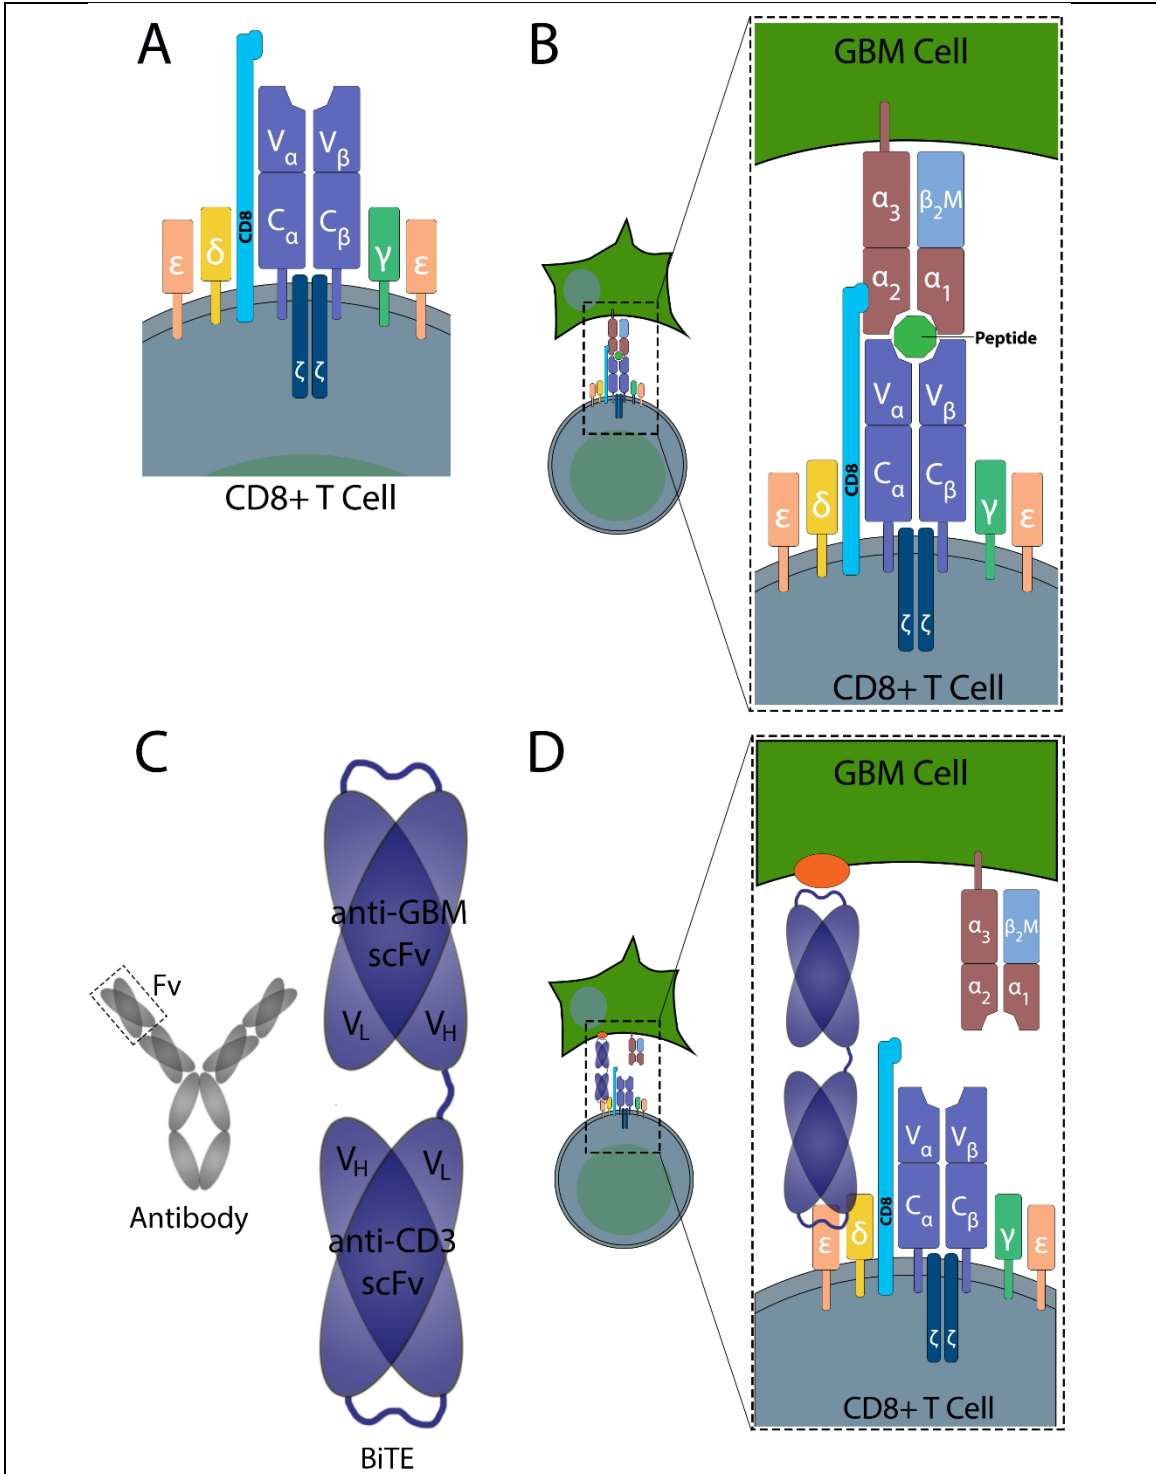 A
Vα
Vβ
CD8
Cα
Cβ
ε
δ
γ
ε
ζ
ζ
CD8+ T Cell
B
GBM Cell
α3
β2M
α2
α1
Peptide
Vα
Vβ
CD8
Cα
Cβ
ε
δ
γ
ε
ζ
ζ
CD8+ T Cell
C
Fv
Antibody
anti-GBM
scFv
VL
VH
VH
VL
anti-CD3
scFv
BiTE
D
GBM Cell
α3
β2M
α2
α1
Vα
Vβ
CD8
Cα
Cβ
ε
δ
γ
ε
ζ
ζ
CD8+ T Cell